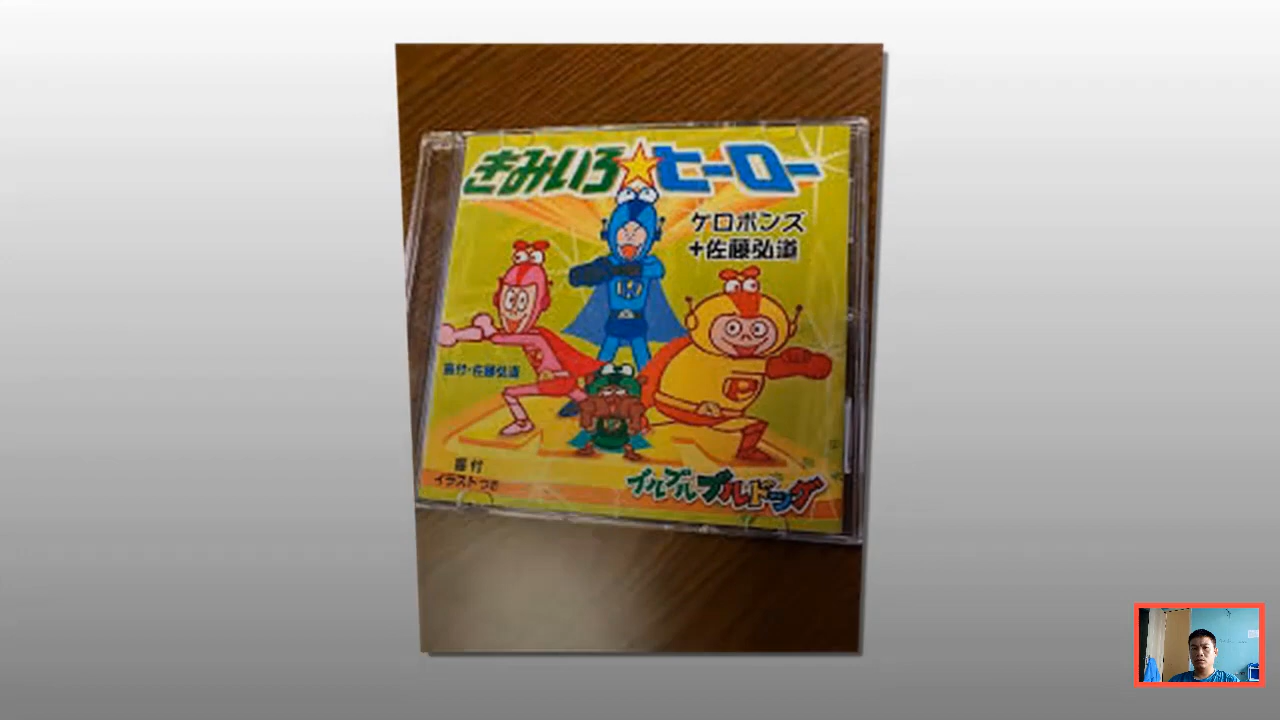 きみいろ★ヒーロー
ケロポンズ
+佐藤弘道
振付・佐藤弘道
振付
イラストつき
ブルブルブルドッグ
P